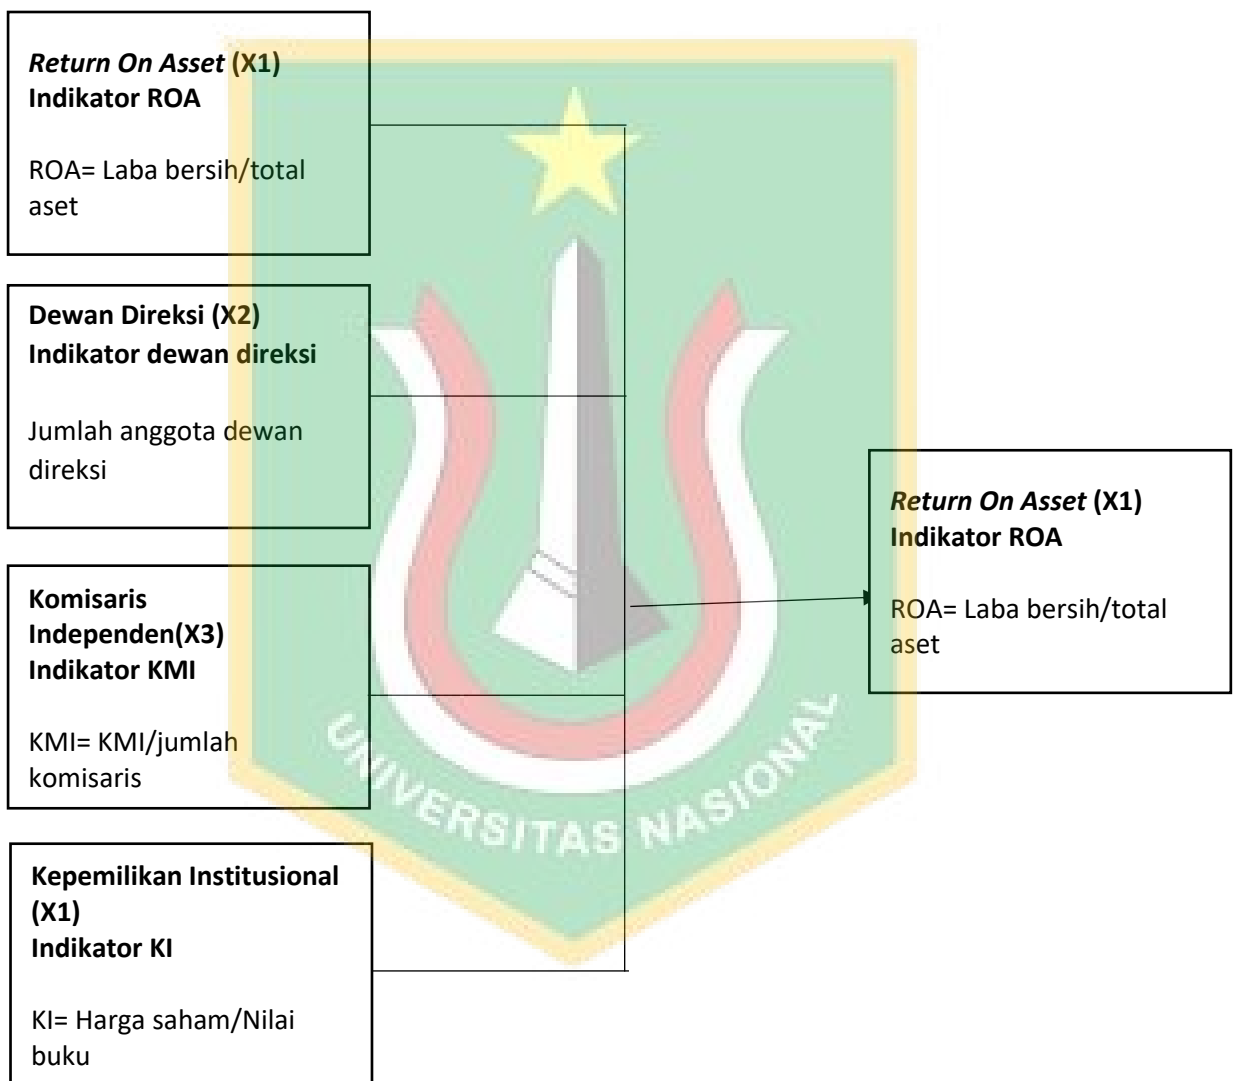 Return On Asset (X1)
Indikator ROA
ROA= Laba bersih/total
aset
Dewan Direksi (X2)
Indikator dewan direksi
Jumlah anggota dewan
direksi
Komisaris
Independen(X3)
Indikator KMI
KMI= KMI/jumlah
komisaris
Kepemilikan Institusional
(X1)
Indikator KI
KI= Harga saham/Nilai
buku
Return On Asset (X1)
Indikator ROA
ROA= Laba bersih/total
aset
UNIVERSITAS NASIONAL